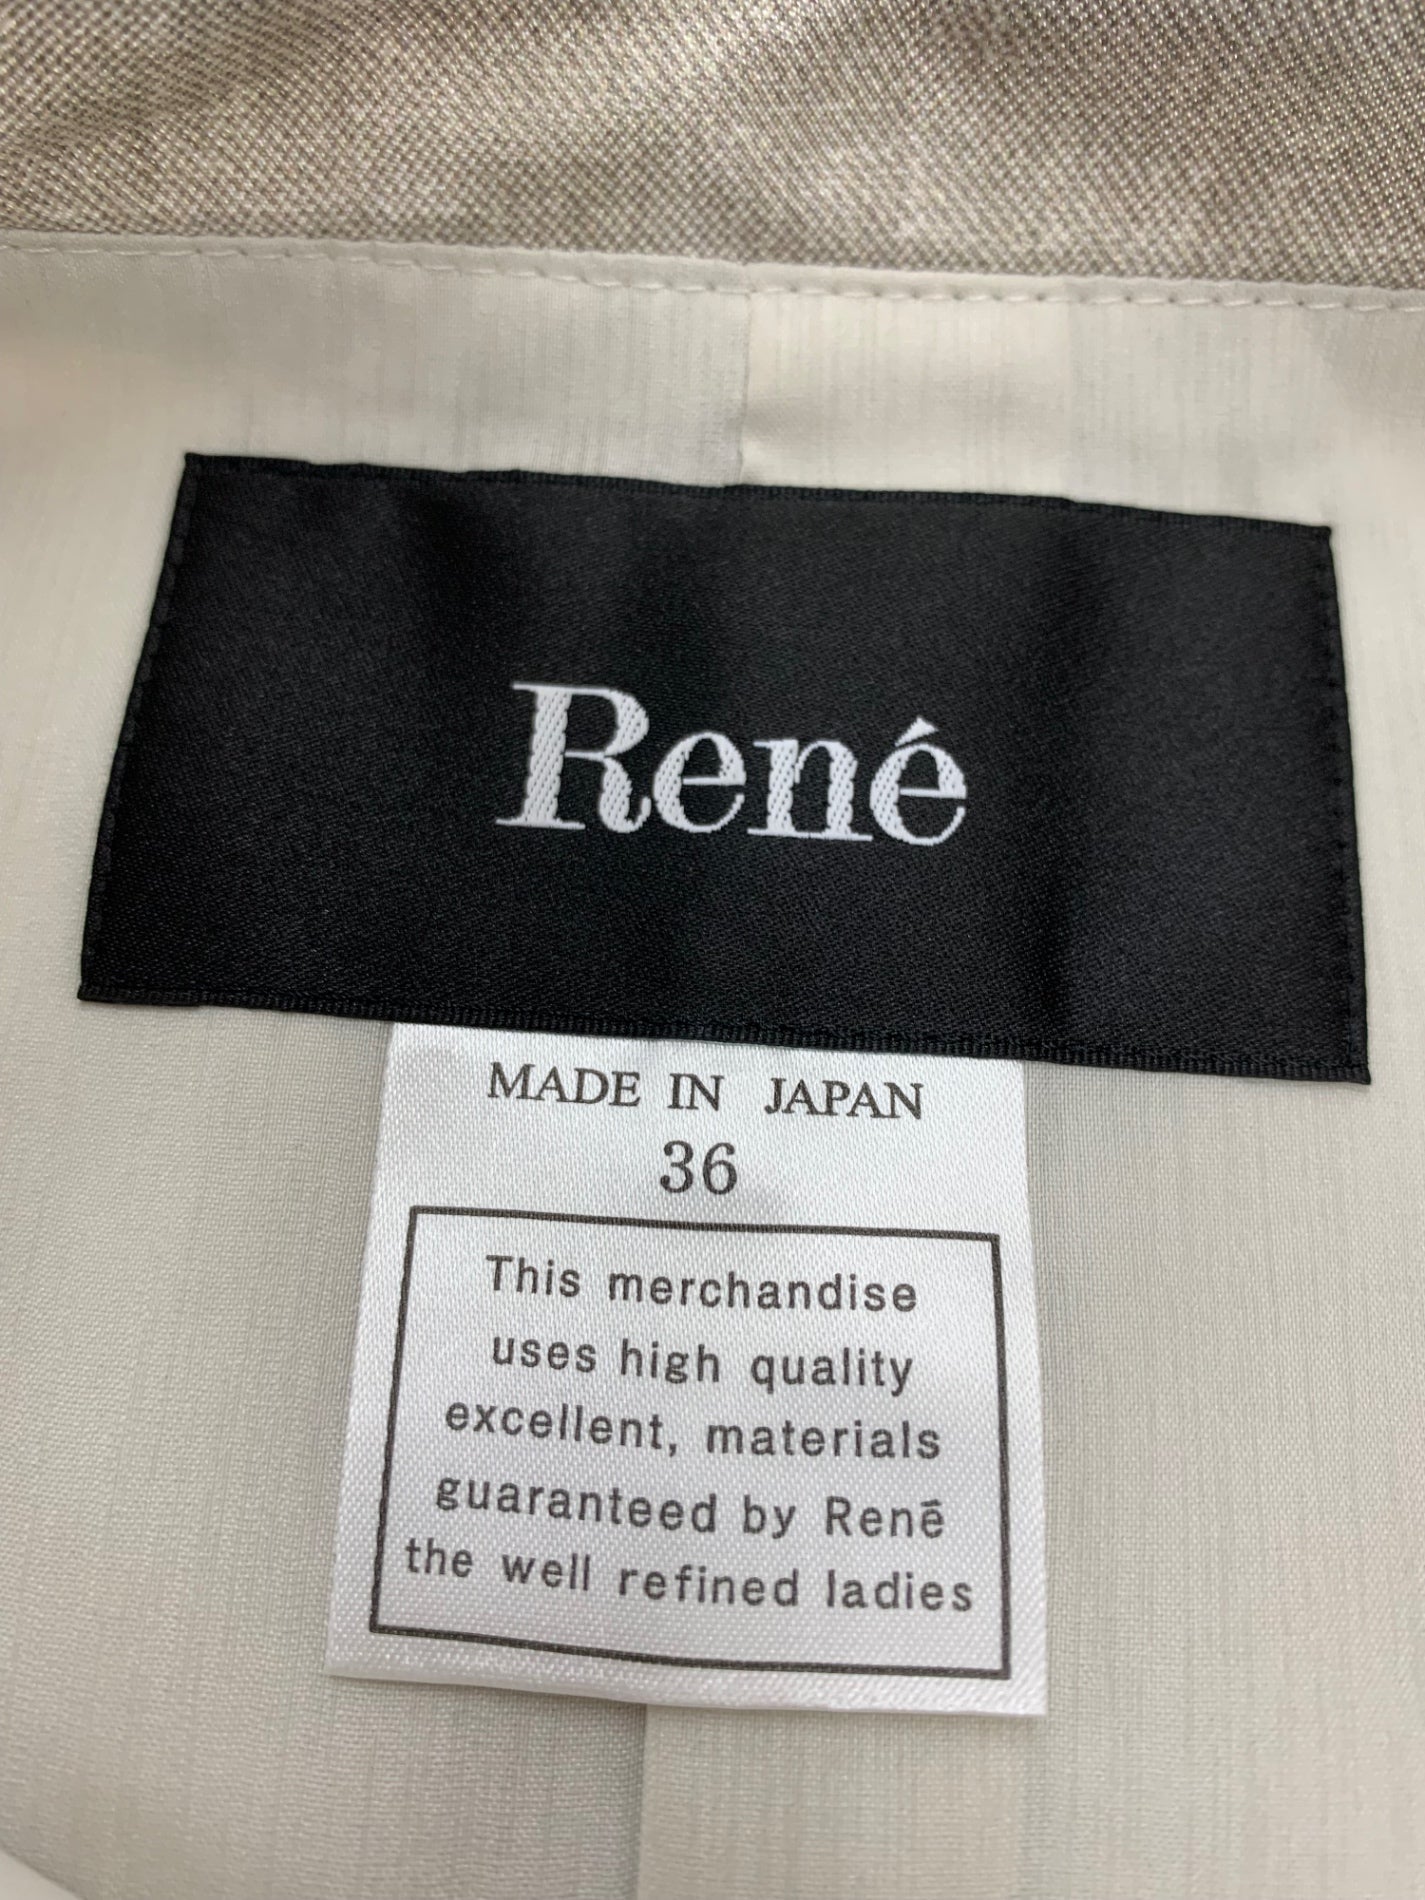 René
MADE IN JAPAN
36
This merchandise
uses high quality
excellent, materials
guaranteed by Renē
the well refined ladies